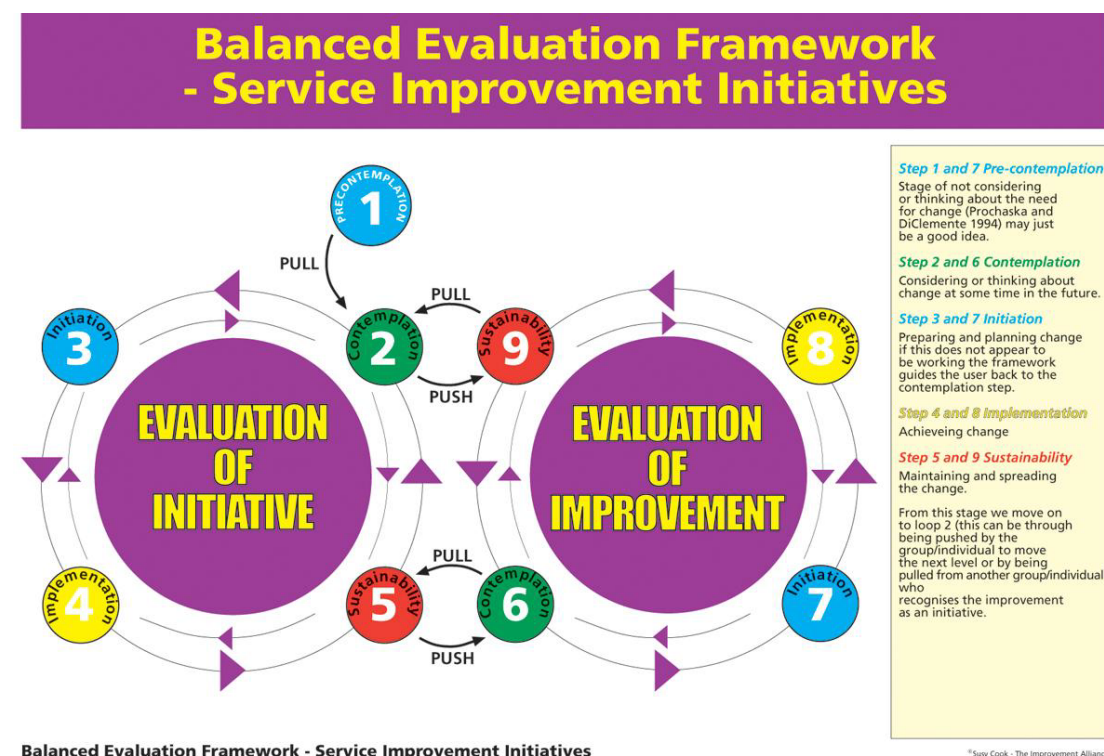 Balanced Evaluation Framework
- Service Improvement Initiatives
PRECONTEMPLATION
1
PULL
Initiation
3
Contemplation
2
PULL
PUSH
Sustainability
9
Implementation
8
EVALUATION
OF
INITIATIVE
EVALUATION
OF
IMPROVEMENT
Implementation
4
Sustainability
5
PULL
PUSH
Contemplation
6
Initiation
7
Step 1 and 7 Pre-contemplation
Stage of not considering
or thinking about the need
for change (Prochaska and
DiClemente 1994) may just
be a good idea.
Step 2 and 6 Contemplation
Considering or thinking about
change at some time in the future.
Step 3 and 7 Initiation
Preparing and planning change
if this does not appear to
be working the framework
guides the user back to the
contemplation step.
Step 4 and 8 Implementation
Achieveing change
Step 5 and 9 Sustainability
Maintaining and spreading
the change.
From this stage we move on
to loop 2 (this can be through
being pushed by the
group/individual to move
the next level or by being
pulled from another group/individual
who
recognises the improvement
as an initiative.
Balanced Evaluation Framework - Service Improvement Initiatives
©Susy Cook - The Improvement Alliance